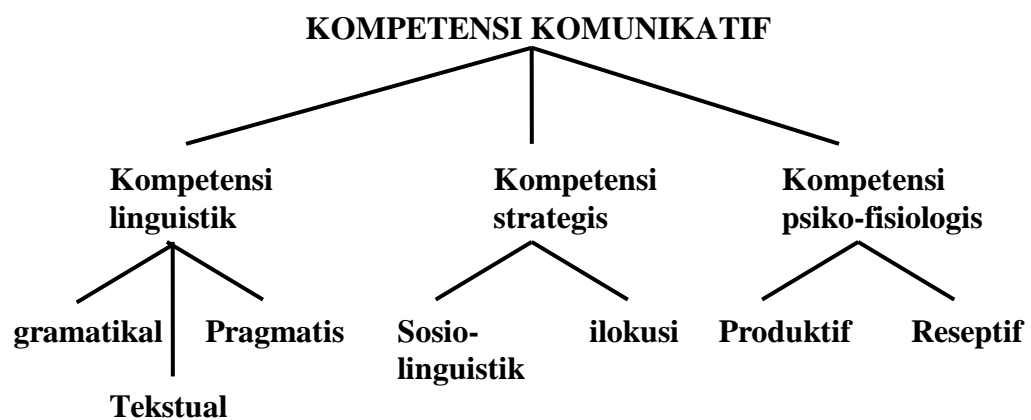 KOMPETENSI KOMUNIKATIF
Kompetensi
linguistik
Kompetensi
strategis
Kompetensi
psiko-fisiologis
gramatikal
Pragmatis
Sosio-
linguistik
ilokusi
Produktif
Reseptif
Tekstual